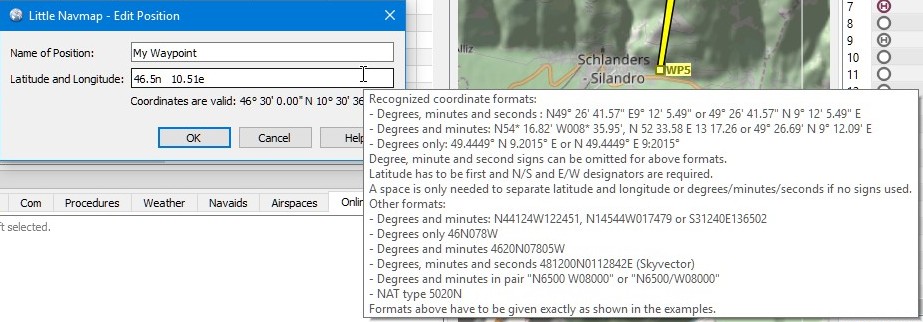 Little Navmap - Edit Position
Name of Position:
My Waypoint
Latitude and Longitude:
46.5n 10.51e
Coordinates are valid: 46° 30' 0.00" N 10° 30' 36
OK
Cancel
Help
Com
Procedures
Weather
Navaids
Airspaces
Onlin
ft selected.
Alliz
Schlanders
- Silandro
WP5
7
8
9
10
11
12
Recognized coordinate formats:
- Degrees, minutes and seconds : N49° 26' 41.57" E9° 12' 5.49" or 49° 26' 41.57" N 9° 12' 5.49" E
- Degrees and minutes: N54* 16.82' W008* 35.95', N 52 33.58 E 13 17.26 or 49° 26.69' N 9° 12.09' E
- Degrees only: 49.4449° N 9.2015° E or N 49.4449° E 9:2015°
Degree, minute and second signs can be omitted for above formats.
Latitude has to be first and N/S and E/W designators are required.
A space is only needed to separate latitude and longitude or degrees/minutes/seconds if no signs used.
Other formats:
- Degrees and minutes: N44124W122451, N14544W017479 or S31240E136502
- Degrees only 46N078W
- Degrees and minutes 4620N07805W
- Degrees, minutes and seconds 481200N0112842E (Skyvector)
- Degrees and minutes in pair "N6500 W08000" or "N6500/W08000"
- NAT type 5020N
Formats above have to be given exactly as shown in the examples.